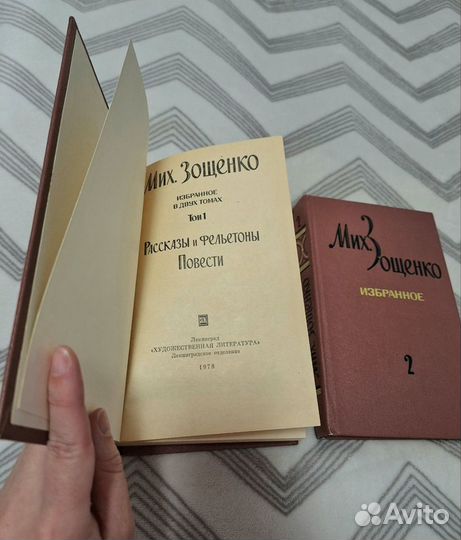 Мих. Зощенко
ИЗБРАННОЕ
В ДВУХ ТОМАХ
Том 1
Рассказы и фельетоны
Повести
Ленинград
«ХУДОЖЕСТВЕННАЯ ЛИТЕРАТУРА»
Ленинградское отделение
1978
Мих
Зощенко
ИЗБРАННОЕ
2
Avito